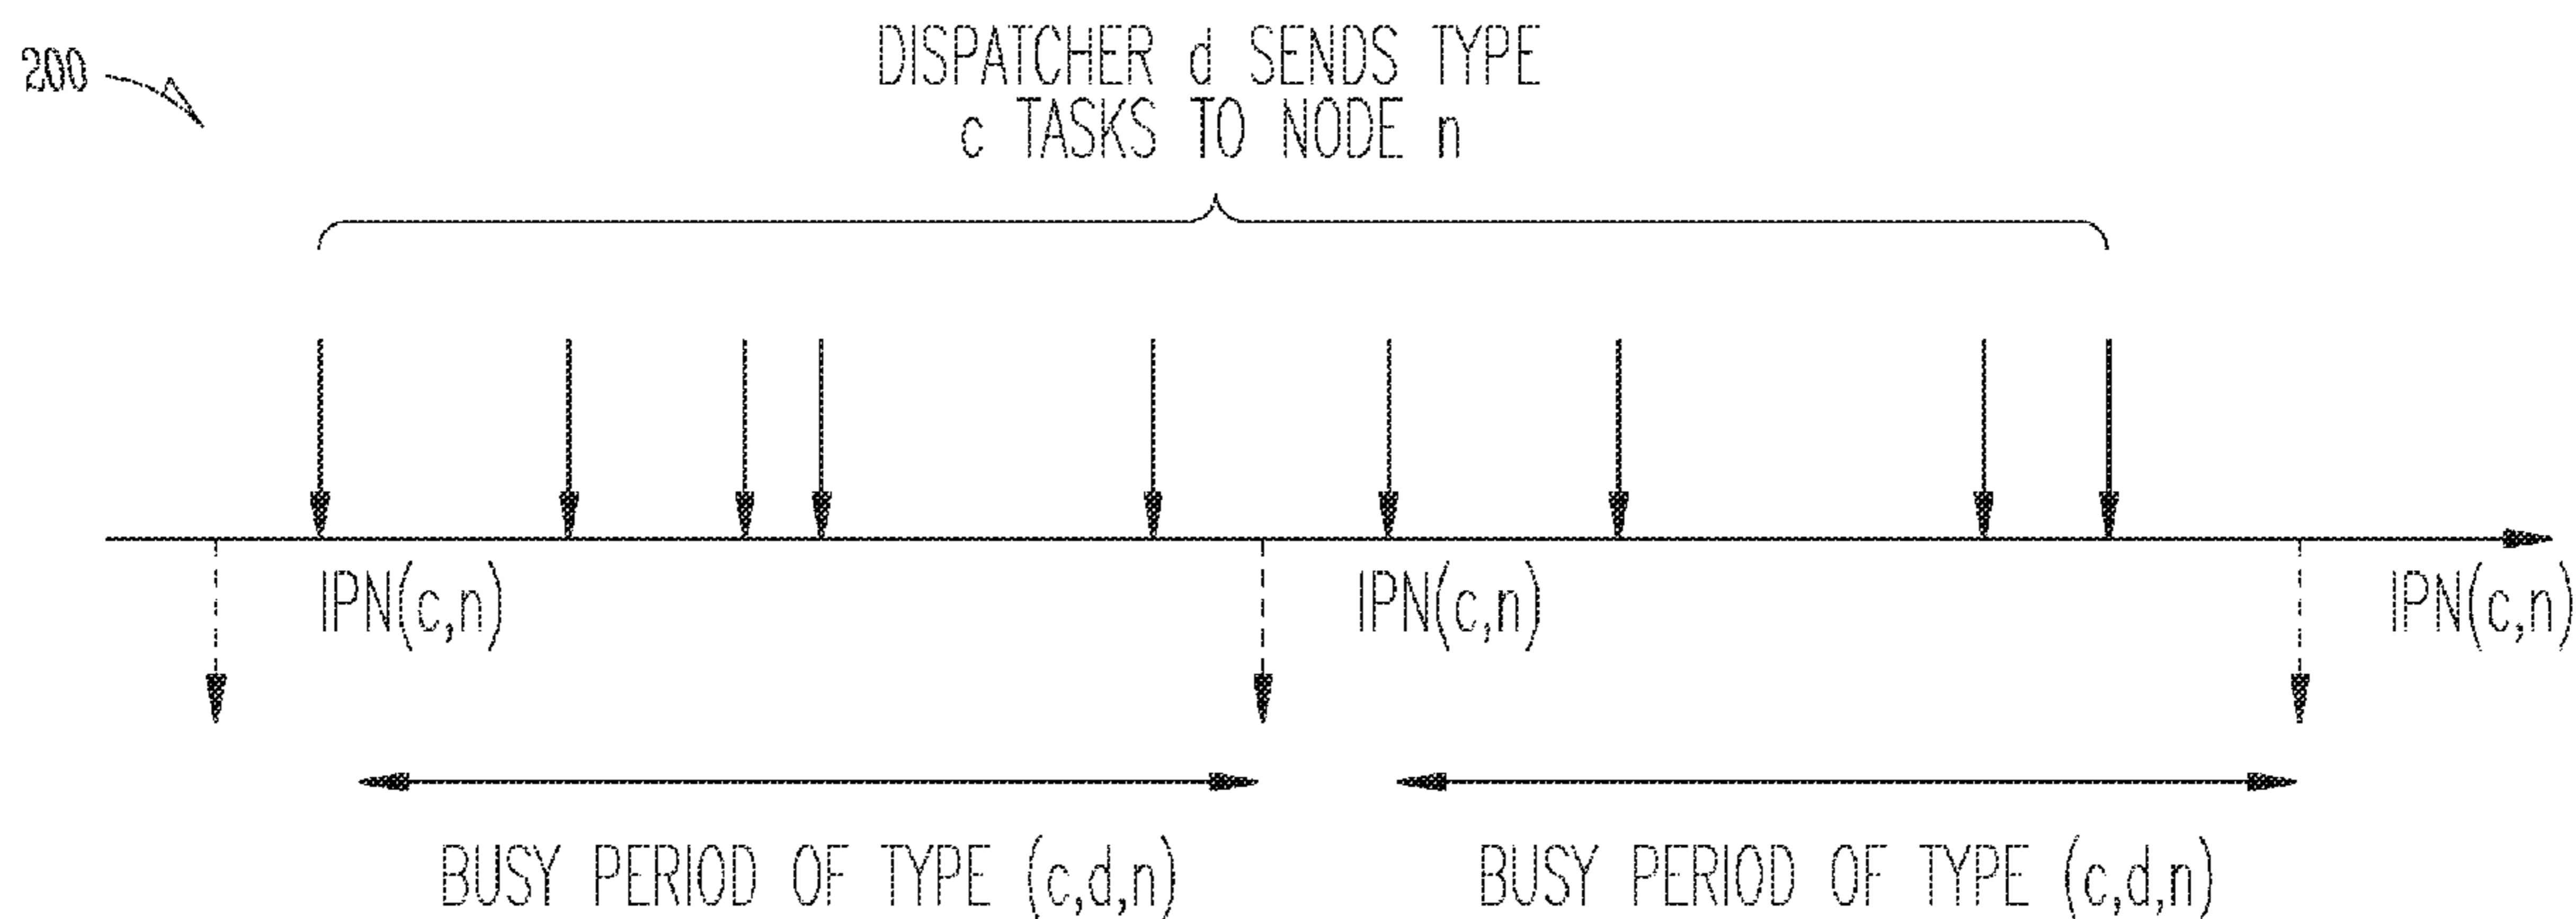 200
DISPATCHER d SENDS TYPE
c TASKS TO NODE n
IPN(c,n)
IPN(c,n)
IPN(c,n)
BUSY PERIOD OF TYPE (c,d,n)
BUSY PERIOD OF TYPE (c,d,n)